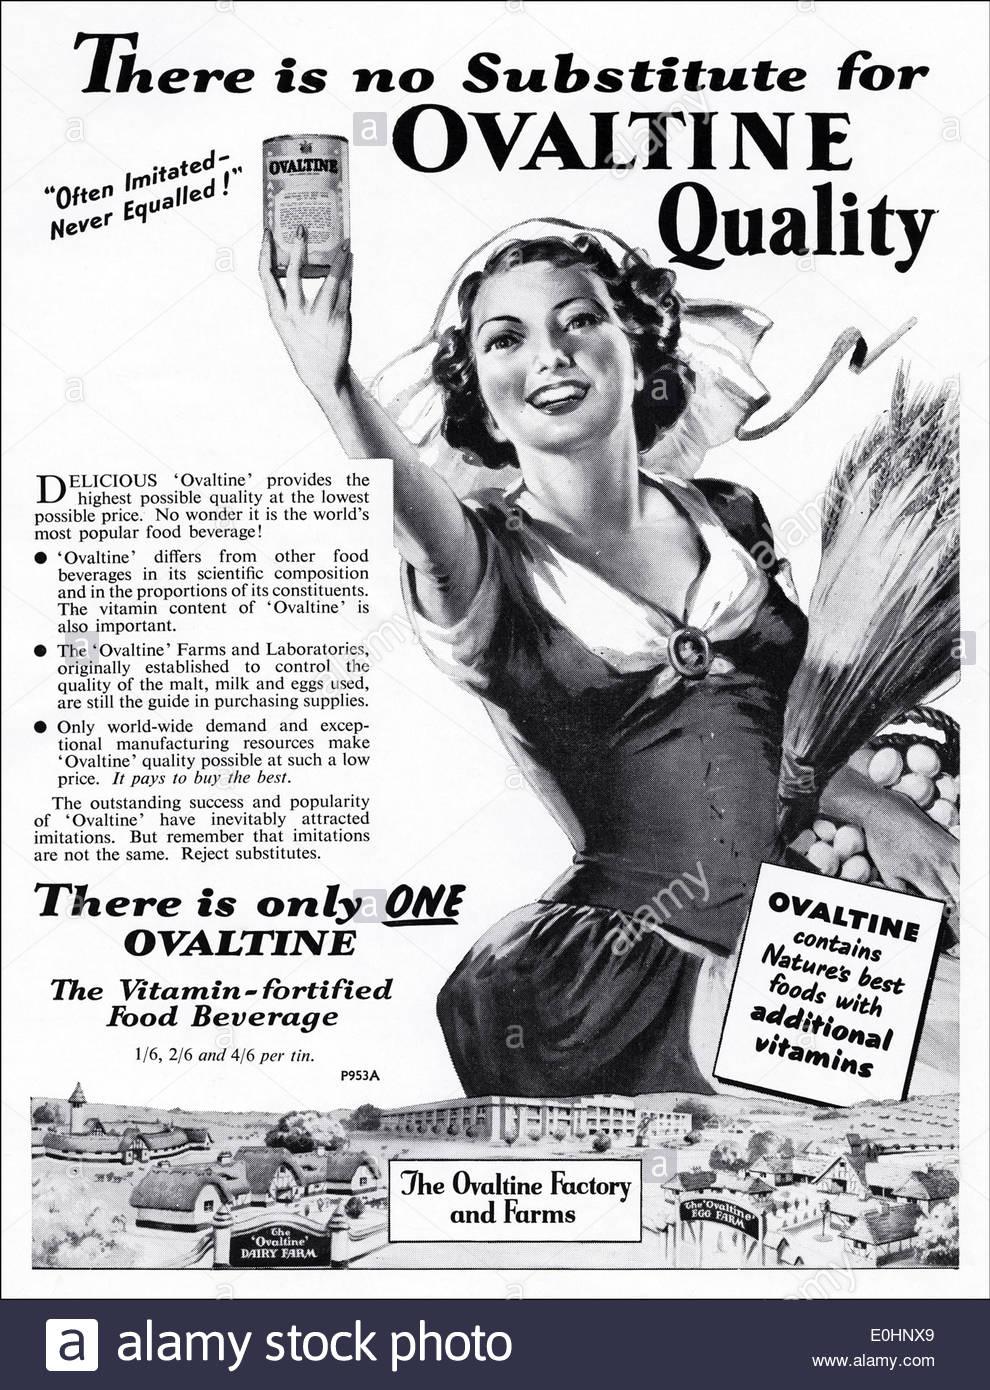 There is no Substitute for
OVALTINE
Quality
"Often Imitated-
Never Equalled!"
OVALTINE
DELICIOUS 'Ovaltine' provides the
highest possible quality at the lowest
possible price. No wonder it is the world's
most popular food beverage!
● 'Ovaltine' differs from other food
beverages in its scientific composition
and in the proportions of its constituents.
The vitamin content of 'Ovaltine' is
also important.
● The 'Ovaltine' Farms and Laboratories,
originally established to control the
quality of the malt, milk and eggs used,
are still the guide in purchasing supplies.
● Only world-wide demand and excep-
tional manufacturing resources make
'Ovaltine' quality possible at such a low
price. It pays to buy the best.
The outstanding success and popularity
of 'Ovaltine' have inevitably attracted
imitations. But remember that imitations
are not the same. Reject substitutes.
There is only ONE
OVALTINE
The Vitamin-fortified
Food Beverage
1/6, 2/6 and 4/6 per tin.
P953A
OVALTINE
contains
Nature's best
foods with
additional
vitamins
The Ovaltine Factory
and Farms
The
'Ovaltine'
DAIRY FARM
The 'Ovaltine'
EGG FARM
a alamy stock photo
E0HNX9
www.alamy.com